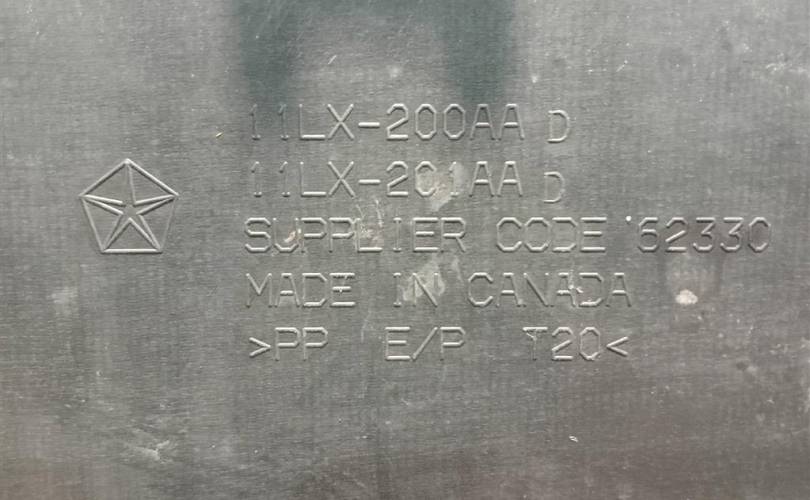 11LX-200AA D
11LX-201AA D
SUPPLIER CODE 62330
MADE IN CANADA
>PP E/P T20<